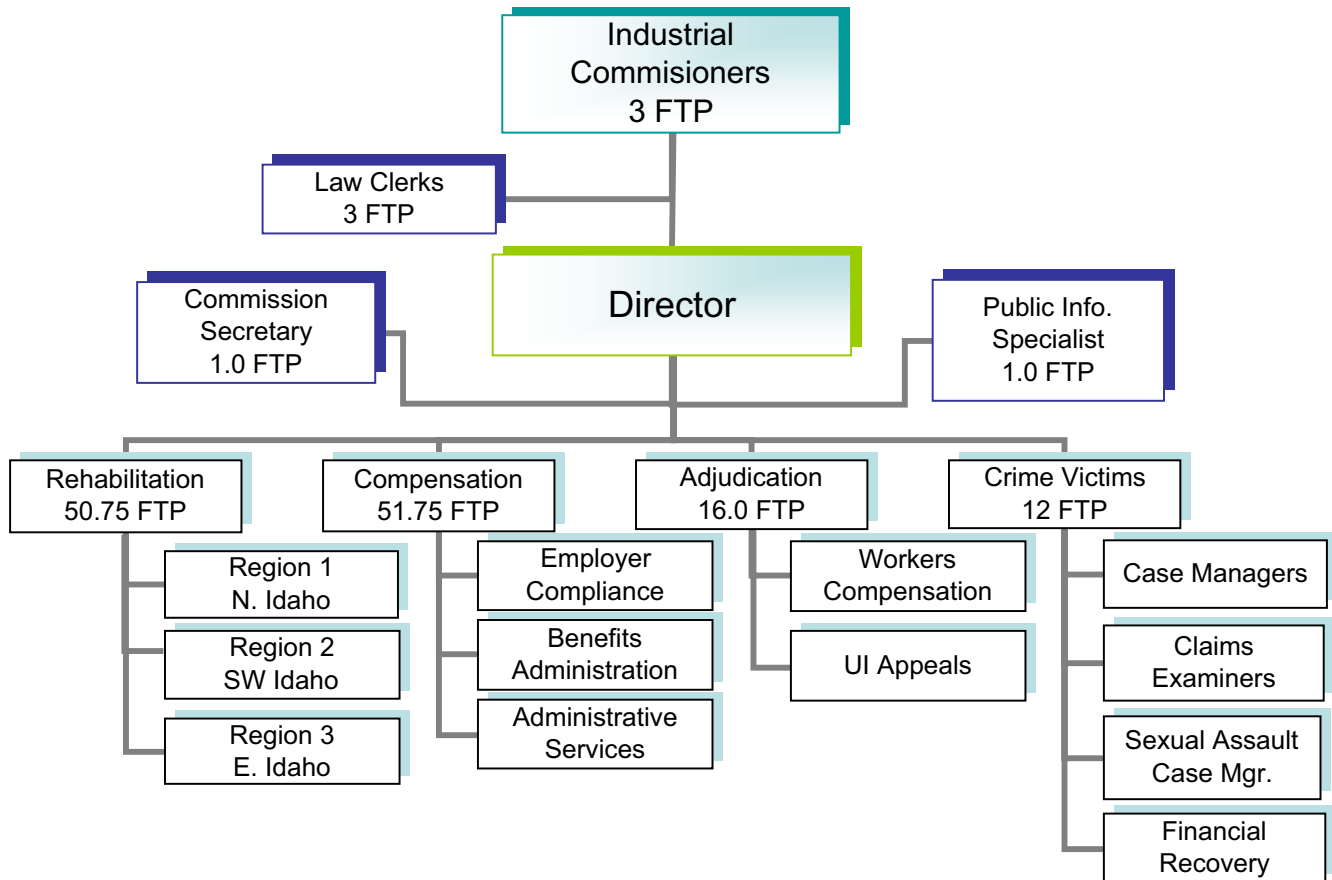 Industrial
Commisioners
3 FTP
Law Clerks
3 FTP
Director
Commission
Secretary
1.0 FTP
Public Info.
Specialist
1.0 FTP
Rehabilitation
50.75 FTP
Compensation
51.75 FTP
Adjudication
16.0 FTP
Crime Victims
12 FTP
Region 1
N. Idaho
Region 2
SW Idaho
Region 3
E. Idaho
Employer
Compliance
Benefits
Administration
Administrative
Services
Workers
Compensation
UI Appeals
Case Managers
Claims
Examiners
Sexual Assault
Case Mgr.
Financial
Recovery